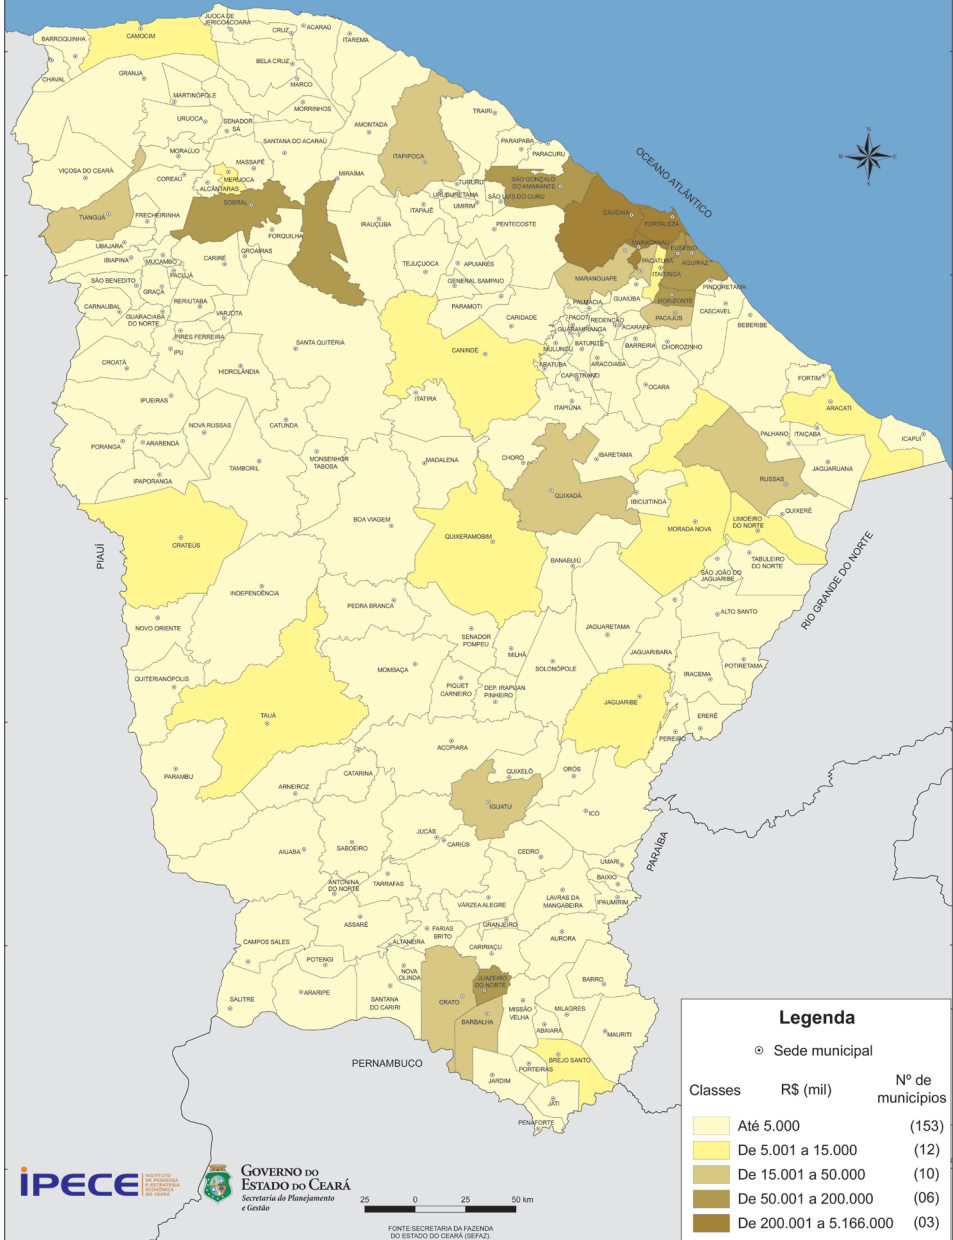 JIJOCA DE
JERICOACOARA
ACARAÚ
CRUZ
BARROQUINHA
CAMOCIM
ITAREMA
CHAVAL
GRANJA
BELA CRUZ
MARCO
MARTINÓPOLE
MORRINHOS
URUOCA
SENADOR
SÁ
AMONTADA
TRAIRI
SANTANA DO ACARAÚ
MORAÚJO
ITAPIPOCA
PARAIPABA
PARACURU
OCEANO ATLÂNTICO
VIÇOSA DO CEARÁ
COREAÚ
MASSAPÊ
MERUOCA
ALCÂNTARAS
MIRAÍMA
TURURU
URUBURETAMA
UMIRIM
SÃO GONÇALO
DO AMARANTE
SÃO LUÍS DO CURU
TIANGUÁ
FRECHEIRINHA
SOBRAL
ITAPAJÉ
IRAUÇUBA
PENTECOSTE
CAUCAIA
FORTALEZA
FORQUILHA
MARACANAÚ
EUSÉBIO
AQUIRAZ
UBAJARA
IBIAPINA
MUCAMBO
CARIRÉ
GROAÍRAS
TEJUÇUOCA
APUIARÉS
PACATUBA
ITAITINGA
PACUJÁ
SÃO BENEDITO
GRAÇA
GENERAL SAMPAIO
MARANGUAPE
GUAIÚBA
PINDORETAMA
HORIZONTE
CARNAUBAL
GUARACIABA
DO NORTE
RERIUTABA
VARJOTA
PARAMOTI
CARIDADE
PALMÁCIA
PACOTI
REDENÇÃO
GUARAMIRANGA
ACARAPE
PACAJUS
CASCAVEL
BEBERIBE
PIRES FERREIRA
IPU
SANTA QUITÉRIA
CANINDÉ
MULUNGU
BATURITÉ
BARREIRA
CHOROZINHO
CROATÁ
HIDROLÂNDIA
ARATUBA
ARACOIABA
CAPISTRANO
OCARA
FORTIM
IPUEIRAS
ITATIRA
ITAPIÚNA
ARACATI
NOVA RUSSAS
CATUNDA
PALHANO
ITAIÇABA
ICAPUÍ
PORANGA
ARARENDÁ
MONSENHOR
TABOSA
TAMBORIL
MADALENA
CHORÓ
IBARETAMA
JAGUARUANA
IPAPORANGA
RUSSAS
QUIXADÁ
IBICUITINGA
QUIXERÉ
BOA VIAGEM
MORADA NOVA
LIMOEIRO
DO NORTE
CRATEÚS
QUIXERAMOBIM
PIAUÍ
BANABUIÚ
TABULEIRO
DO NORTE
SÃO JOÃO DO
JAGUARIBE
RIO GRANDE DO NORTE
INDEPENDÊNCIA
PEDRA BRANCA
ALTO SANTO
NOVO ORIENTE
SENADOR
POMPEU
JAGUARETAMA
MILHÃ
JAGUARIBARA
MOMBAÇA
SOLONÓPOLE
POTIRETAMA
QUITERIANÓPOLIS
PIQUET
CARNEIRO
DEP. IRAPUAN
PINHEIRO
IRACEMA
JAGUARIBE
TAUÁ
ERERÉ
PEREIRO
ACOPIARA
PARAMBU
CATARINA
QUIXELÔ
ORÓS
ARNEIROZ
IGUATU
ICÓ
JUCÁS
CARIÚS
SABOEIRO
AIUABA
CEDRO
PARAÍBA
UMARI
BAIXIO
ANTONINA
DO NORTE
TARRAFAS
IPAUMIRIM
VÁRZEA ALEGRE
LAVRAS DA
MANGABEIRA
ASSARÉ
FARIAS
BRITO
GRANJEIRO
ALTANEIRA
CARIRIAÇU
AURORA
CAMPOS SALES
POTENGI
NOVA
OLINDA
JUAZEIRO
DO NORTE
BARRO
SALITRE
ARARIPE
SANTANA
DO CARIRI
CRATO
BARBALHA
MISSÃO
VELHA
MILAGRES
ABAIARA
MAURITI
PERNAMBUCO
BREJO SANTO
PORTEIRAS
JARDIM
JATI
PENAFORTE
Legenda
Sede municipal
Classes R$ (mil) Nº de
municípios
Até 5.000 (153)
De 5.001 a 15.000 (12)
De 15.001 a 50.000 (10)
De 50.001 a 200.000 (06)
De 200.001 a 5.166.000 (03)
IPECE
INSTITUTO
DE PESQUISA
E ESTRATÉGIA
ECONÔMICA
DO CEARÁ
GOVERNO DO
ESTADO DO CEARÁ
Secretaria do Planejamento
e Gestão
25 0 25 50 km
FONTE:SECRETARIA DA FAZENDA
DO ESTADO DO CEARÁ (SEFAZ).